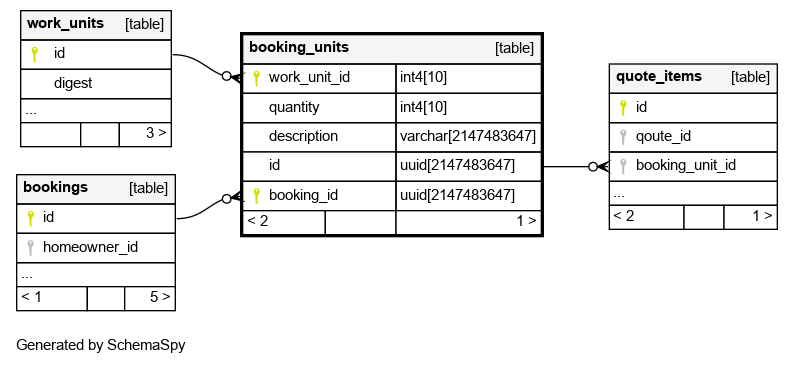 work_units [table]
id
digest
...
3 >
bookings [table]
id
homeowner_id
...
< 1 5 >
booking_units [table]
work_unit_id int4[10]
quantity int4[10]
description varchar[2147483647]
id uuid[2147483647]
booking_id uuid[2147483647]
< 2 1 >
quote_items [table]
id
qoute_id
booking_unit_id
...
< 2 1 >
Generated by SchemaSpy